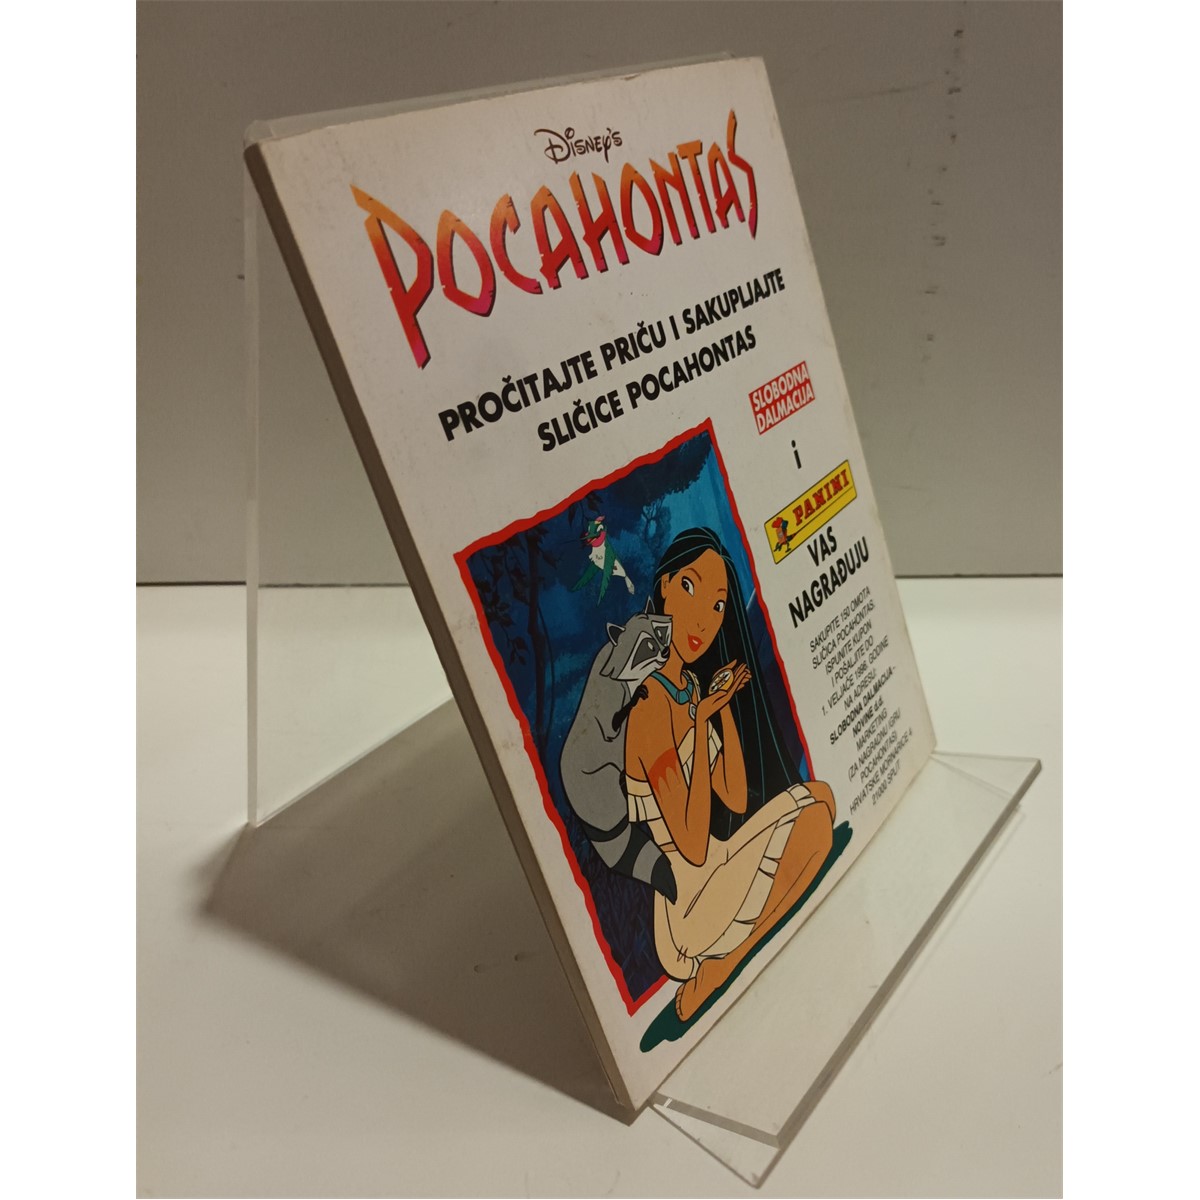 DISNEY'S
POCAHONTAS
PROČITAJTE PRIČU I SAKUPLJAJTE
SLIČICE POCAHONTAS
SLOBODNA
DALMACIJA
i
PANINI
VAS
NAGRAĐUJU
SAKUPITE 150 OMOTA
SLIČICA POCAHONTAS.
ISPUNITE KUPON
I POŠALJITE DO
1. VELJAČE 1996. GODINE
NA ADRESU:
SLOBODNA DALMACIJA -
NOVINE d.d.
MARKETING
(ZA NAGRADNU IGRU
POCAHONTAS)
HRVATSKE MORNARICE 4
21000 SPLIT